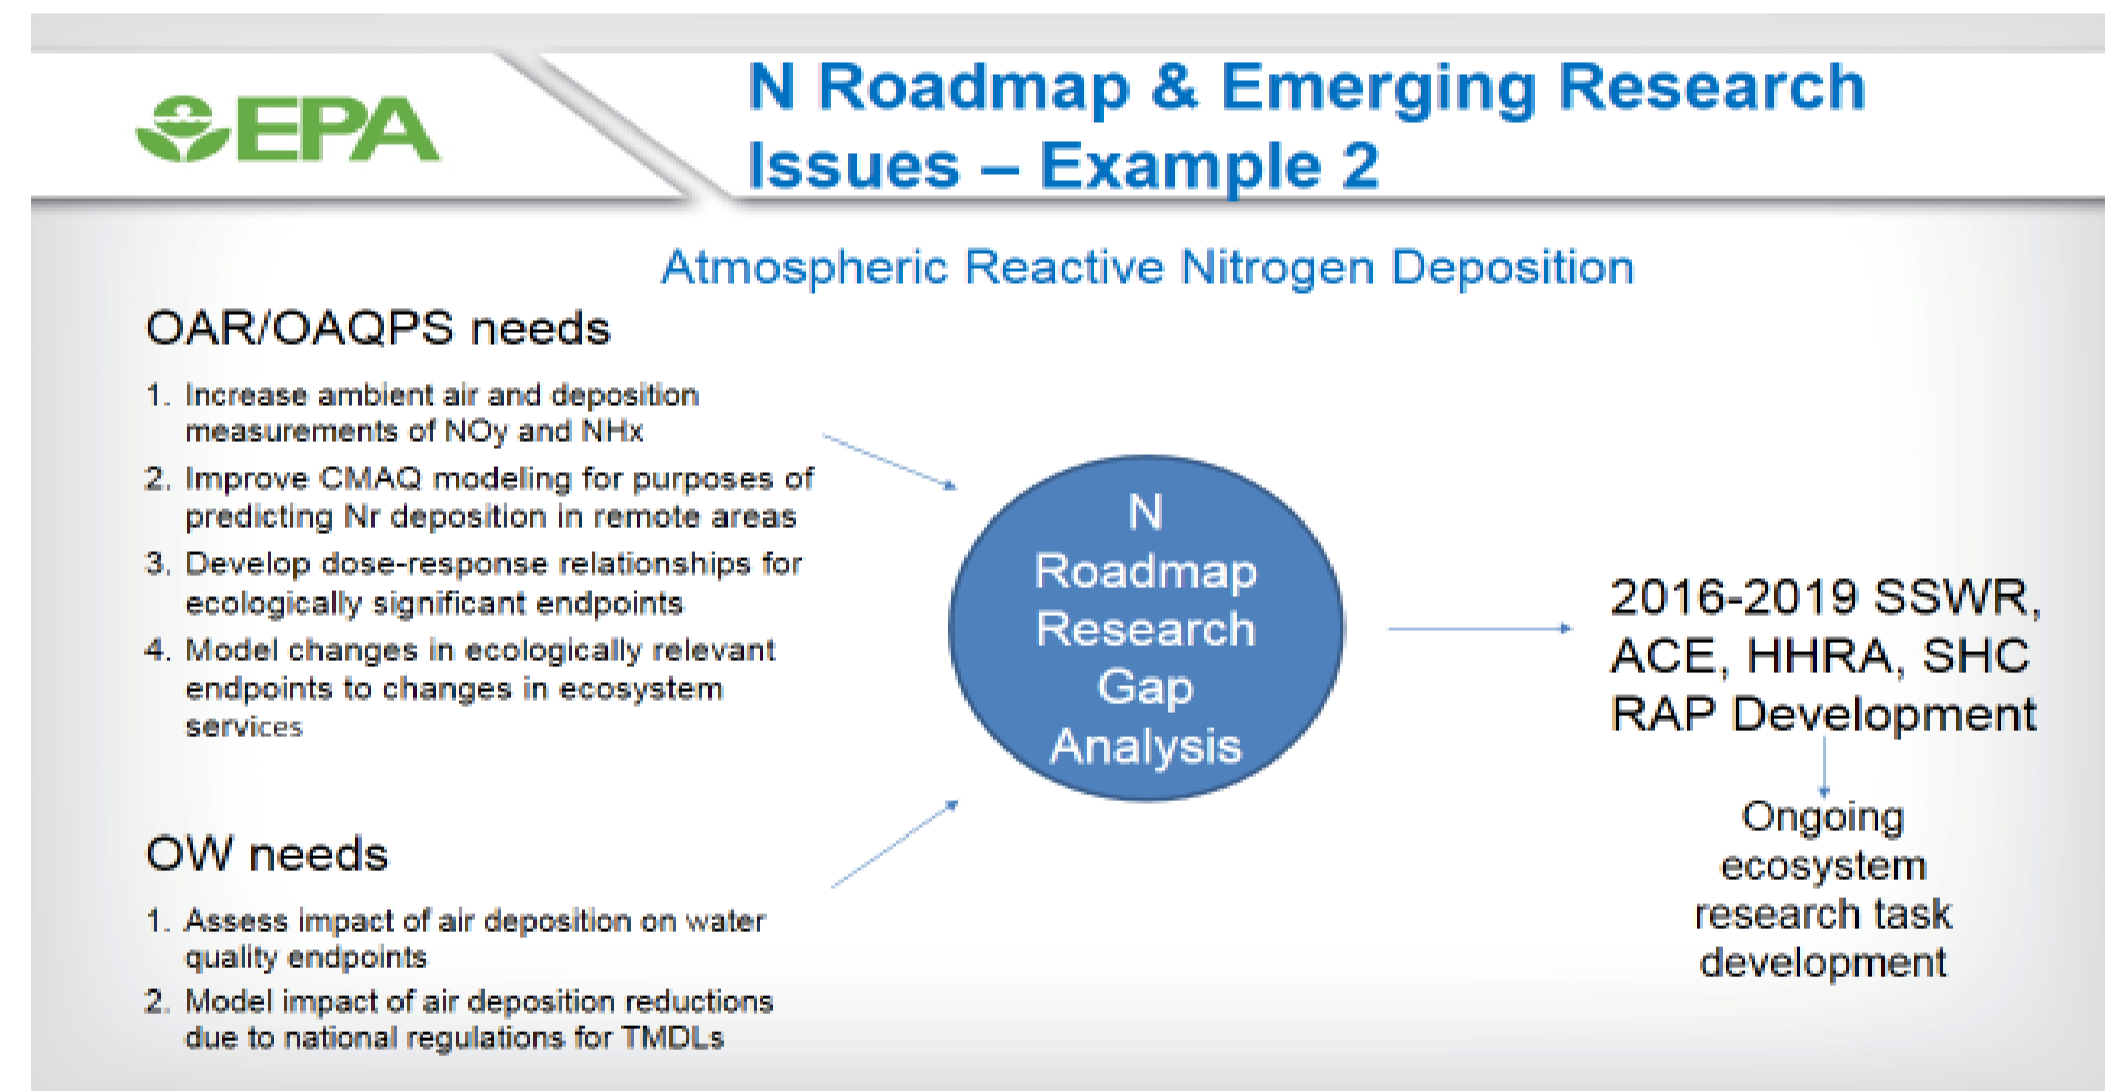 EPA
N Roadmap & Emerging Research
Issues – Example 2
Atmospheric Reactive Nitrogen Deposition
OAR/OAQPS needs
1. Increase ambient air and deposition
measurements of NOy and NHx
2. Improve CMAQ modeling for purposes of
predicting Nr deposition in remote areas
3. Develop dose-response relationships for
ecologically significant endpoints
4. Model changes in ecologically relevant
endpoints to changes in ecosystem
services
OW needs
1. Assess impact of air deposition on water
quality endpoints
2. Model impact of air deposition reductions
due to national regulations for TMDLs
N
Roadmap
Research
Gap
Analysis
2016-2019 SSWR,
ACE, HHRA, SHC
RAP Development
Ongoing
ecosystem
research task
development